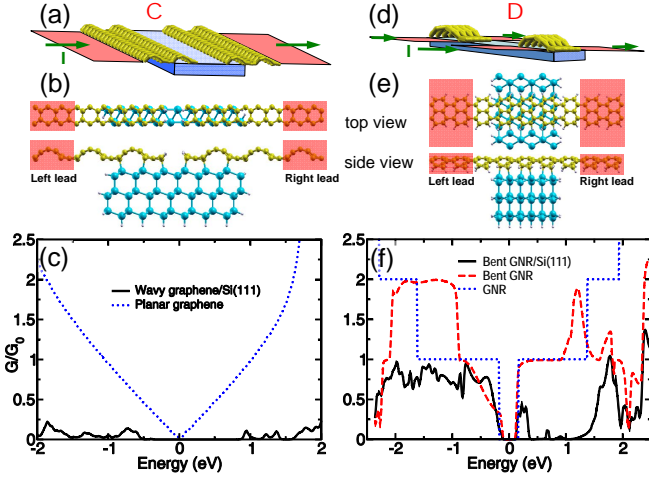 (a) C
I
(b)
Left lead Right lead
(d) D
I
(e)
top view
side view
Left lead Right lead
(c)
Wavy graphene/Si(111)
Planar graphene
G/G0
2.5
2
1.5
1
0.5
0
-2 -1 0 1 2
Energy (eV)
(f)
Bent GNR/Si(111)
Bent GNR
GNR
2.5
2
1.5
1
0.5
0
-2 -1 0 1 2
Energy (eV)